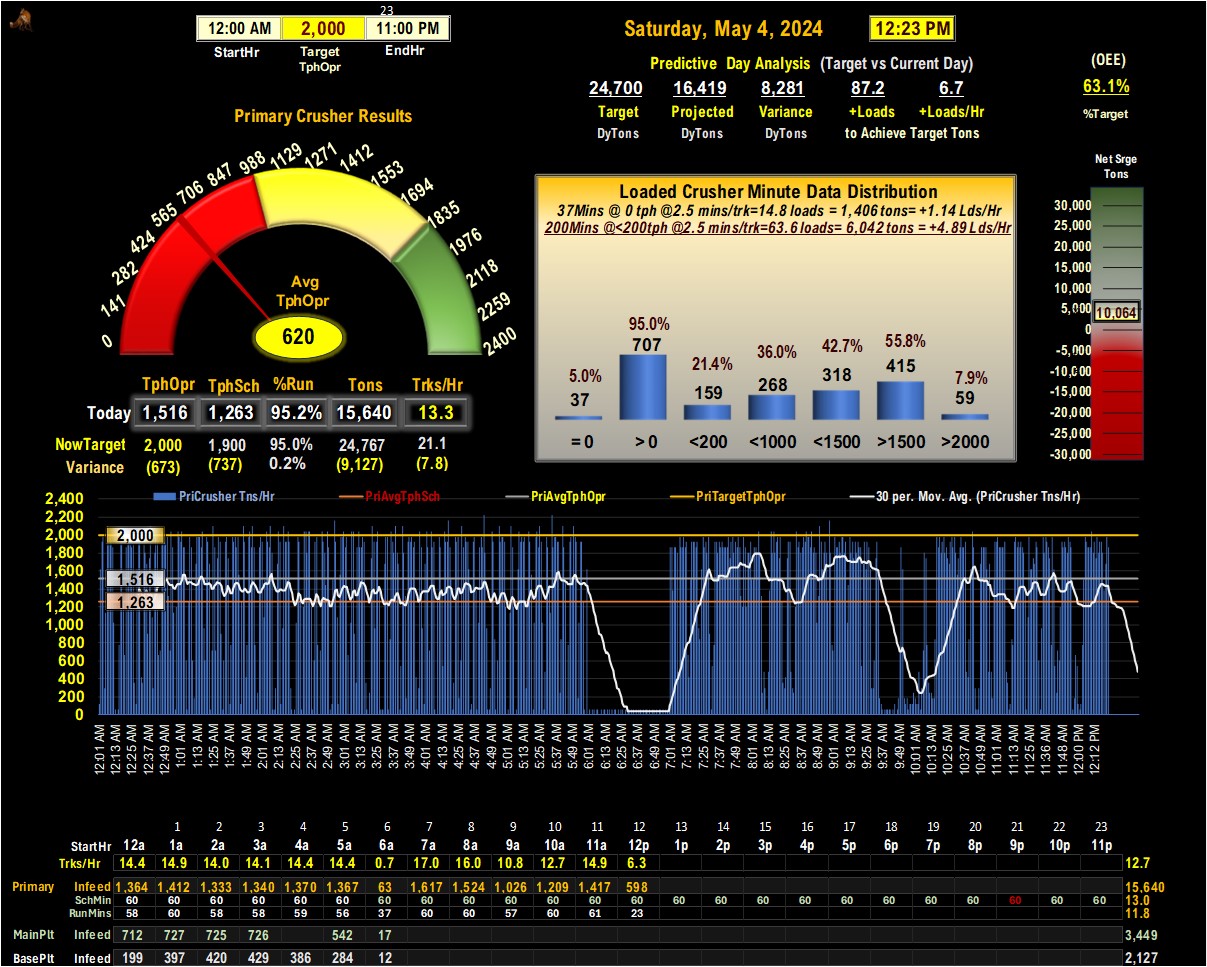 23
12:00 AM 2,000 11:00 PM
StartHr Target TphOpr EndHr
Saturday, May 4, 2024 12:23 PM
Predictive Day Analysis (Target vs Current Day)
24,700 16,419 8,281 87.2 6.7
Target Projected Variance +Loads +Loads/Hr
DyTons DyTons DyTons to Achieve Target Tons
(OEE)
63.1%
%Target
Primary Crusher Results
0 141 282 424 565 706 847 988 1129 1271 1412 1553 1694 1835 1976 2118 2259 2400
Avg
TphOpr
620
TphOpr TphSch %Run Tons Trks/Hr
Today 1,516 1,263 95.2% 15,640 13.3
NowTarget 2,000 1,900 95.0% 24,767 21.1
Variance (673) (737) 0.2% (9,127) (7.8)
Loaded Crusher Minute Data Distribution
37Mins @ 0 tph @2.5 mins/trk=14.8 loads = 1,406 tons= +1.14 Lds/Hr
200Mins @<200tph @2.5 mins/trk=63.6 loads= 6,042 tons = +4.89 Lds/Hr
5.0% 95.0% 21.4% 36.0% 42.7% 55.8% 7.9%
37 707 159 268 318 415 59
=0 >0 <200 <1000 <1500 >1500 >2000
Net Srge
Tons
30,000
25,000
20,000
15,000
10,000
5,000
10,064
0
-5,000
-15,000
-20,000
-25,000
-30,000
PriCrusher Tns/Hr PriAvgTphSch PriAvgTphOpr PriTargetTphOpr 30 per. Mov. Avg. (PriCrusher Tns/Hr)
2,400
2,200
2,000 2,000
1,800
1,600 1,516
1,400
1,200 1,263
1,000
800
600
400
200
0
12:01 AM 12:13 AM 12:25 AM 12:37 AM 12:49 AM 1:01 AM 1:13 AM 1:25 AM 1:37 AM 1:49 AM 2:01 AM 2:13 AM 2:25 AM 2:37 AM 2:49 AM 3:01 AM 3:13 AM 3:25 AM 3:37 AM 3:49 AM 4:01 AM 4:13 AM 4:25 AM 4:37 AM 4:49 AM 5:01 AM 5:13 AM 5:25 AM 5:37 AM 5:49 AM 6:01 AM 6:13 AM 6:25 AM 6:37 AM 6:49 AM 7:01 AM 7:13 AM 7:25 AM 7:37 AM 7:49 AM 8:01 AM 8:13 AM 8:25 AM 8:37 AM 8:49 AM 9:01 AM 9:13 AM 9:25 AM 9:37 AM 9:49 AM 10:01 AM 10:13 AM 10:25 AM 10:37 AM 10:49 AM 11:01 AM 11:13 AM 11:25 AM 11:36 AM 11:48 AM 12:00 PM 12:12 PM
1 2 3 4 5 6 7 8 9 10 11 12 13 14 15 16 17 18 19 20 21 22 23
StartHr 12a 1a 2a 3a 4a 5a 6a 7a 8a 9a 10a 11a 12p 1p 2p 3p 4p 5p 6p 7p 8p 9p 10p 11p
Trks/Hr 14.4 14.9 14.0 14.1 14.4 14.4 0.7 17.0 16.0 10.8 12.7 14.9 6.3 12.7
Primary Infeed 1,364 1,412 1,333 1,340 1,370 1,367 63 1,617 1,524 1,026 1,209 1,417 598 15,640
SchMin 60 60 60 60 60 60 60 60 60 60 60 60 60 60 60 60 60 60 60 60 60 60 60 60 13.0
RunMins 58 60 58 58 59 56 37 60 60 57 60 61 23 11.8
MainPlt Infeed 712 727 725 726 542 17 3,449
BasePlt Infeed 199 397 420 429 386 284 12 2,127